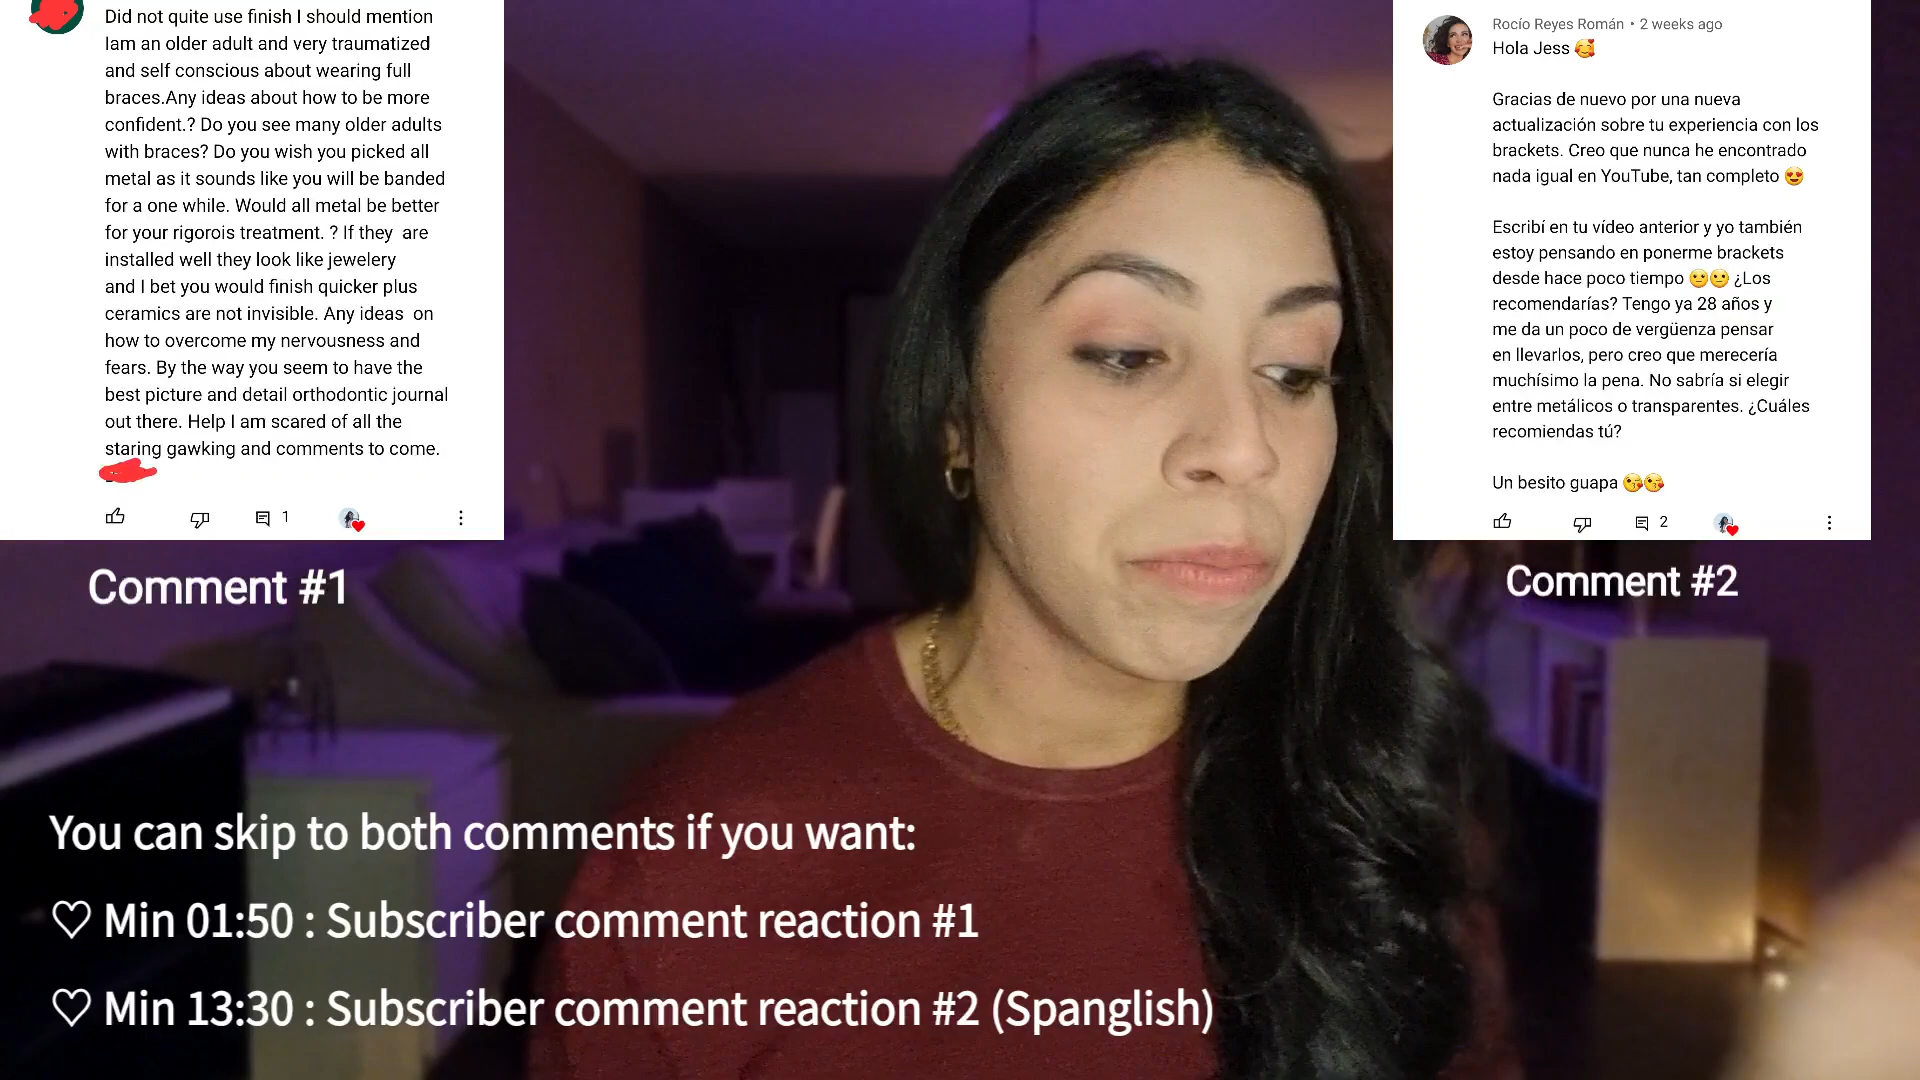 Did not quite use finish I should mention
Iam an older adult and very traumatized
and self conscious about wearing full
braces.Any ideas about how to be more
confident.? Do you see many older adults
with braces? Do you wish you picked all
metal as it sounds like you will be banded
for a one while. Would all metal be better
for your rigorois treatment. ? If they  are
installed well they look like jewelery
and I bet you would finish quicker plus
ceramics are not invisible. Any ideas  on
how to overcome my nervousness and
fears. By the way you seem to have the
best picture and detail orthodontic journal
out there. Help I am scared of all the
staring gawking and comments to come.
1
Comment #1
Rocío Reyes Román • 2 weeks ago
Hola Jess 🥰
Gracias de nuevo por una nueva
actualización sobre tu experiencia con los
brackets. Creo que nunca he encontrado
nada igual en YouTube, tan completo 😍
Escribí en tu vídeo anterior y yo también
estoy pensando en ponerme brackets
desde hace poco tiempo 🙂🙂 ¿Los
recomendarías? Tengo ya 28 años y
me da un poco de vergüenza pensar
en llevarlos, pero creo que merecería
muchísimo la pena. No sabría si elegir
entre metálicos o transparentes. ¿Cuáles
recomiendas tú?
Un besito guapa 😘😘
2
Comment #2
You can skip to both comments if you want:
♡ Min 01:50 : Subscriber comment reaction #1
♡ Min 13:30 : Subscriber comment reaction #2 (Spanglish)